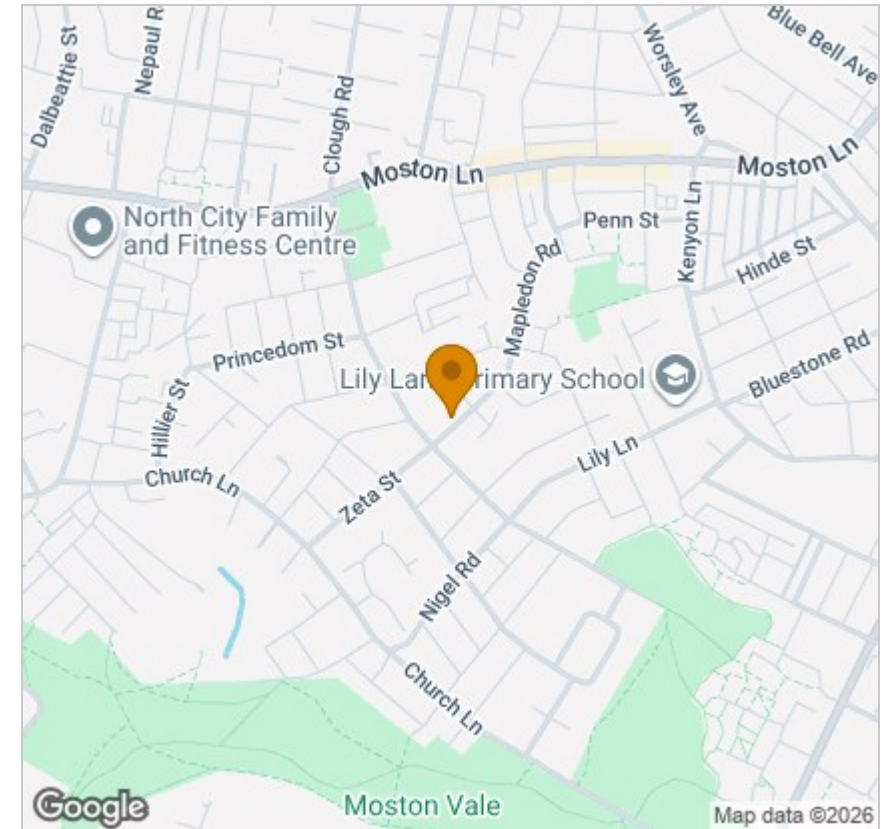 Dalbeattie St
Nepaul R
Clough Rd
Worsley Ave
Blue Bell Ave
Moston Ln
Moston Ln
North City Family
and Fitness Centre
Penn St
Kenyon Ln
Hinde St
Mapledon Rd
Princedom St
Lily Lan rimary School
Bluestone Rd
Hillier St
Lily Ln
Church Ln
Zeta St
Nigel Rd
Church Ln
Moston Vale
Google
Map data ©2026